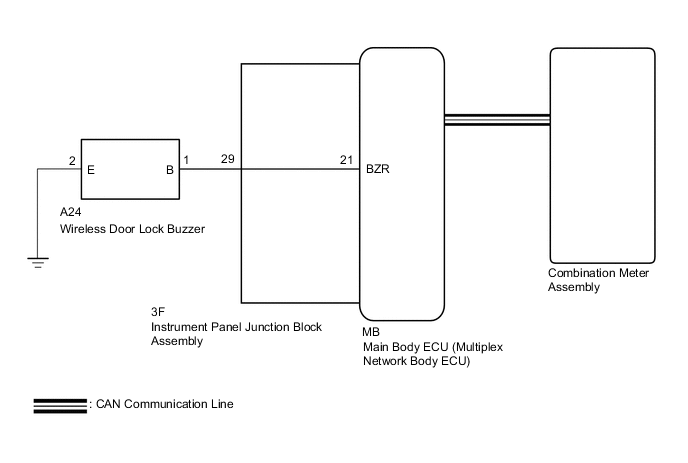 2
E
B
1
29
21
BZR
A24
Wireless Door Lock Buzzer
3F
Instrument Panel Junction Block
Assembly
MB
Main Body ECU (Multiplex
Network Body ECU)
Combination Meter
Assembly
: CAN Communication Line